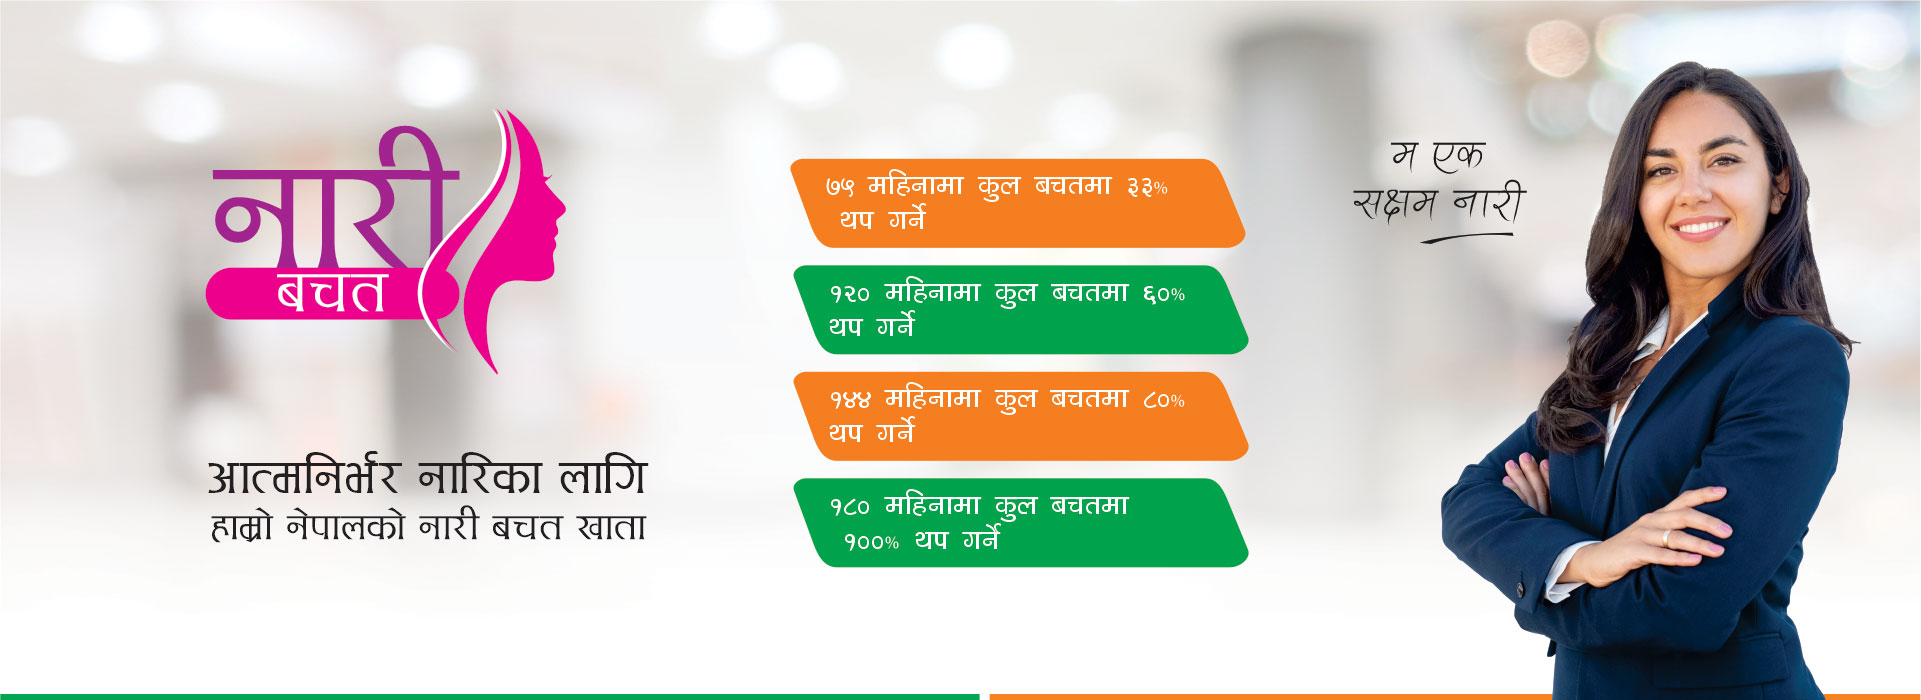 नारी
बचत
आत्मनिर्भर नारिका लागि
हाम्रो नेपालको नारी बचत खाता
७५ महिनामा कुल बचतमा ३३%
थप गर्ने
१२० महिनामा कुल बचतमा ६०%
थप गर्ने
१४४ महिनामा कुल बचतमा ८०%
थप गर्ने
१८० महिनामा कुल बचतमा
१००% थप गर्ने
म एक
सक्षम नारी